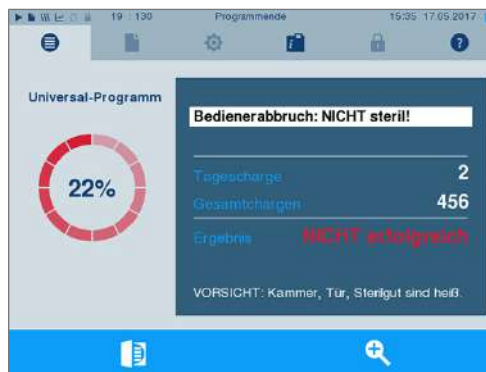 19 : 130 Programmende 15:35 17.05.2017
Universal-Programm
22%
Bedienerabbruch: NICHT steril!
Tagescharge 2
Gesamtchargen 456
Ergebnis NICHT erfolgreich
VORSICHT: Kammer, Tür, Sterilgut sind heiß.